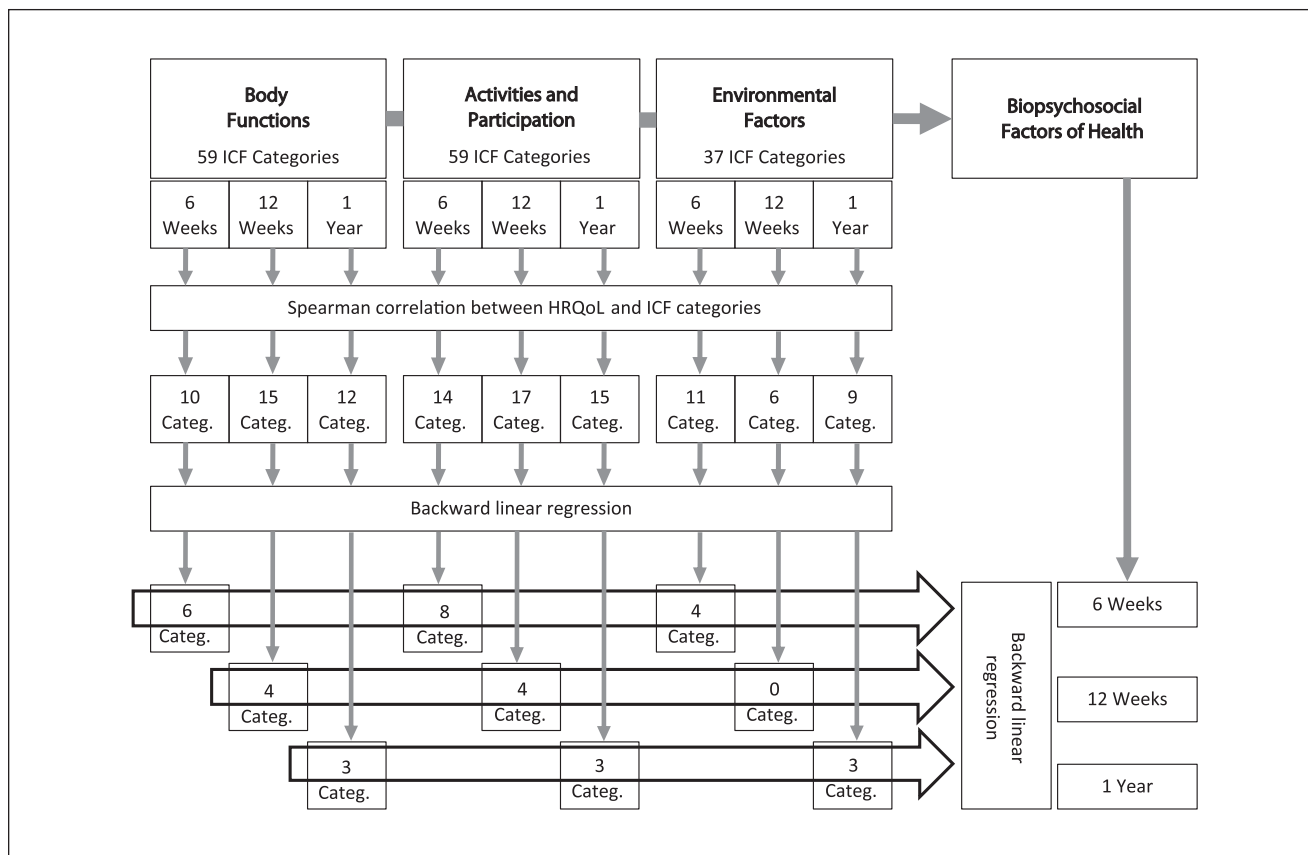 Body
Functions
59 ICF Categories
Activities and
Participation
59 ICF Categories
Environmental
Factors
37 ICF Categories
Biopsychosocial
Factors of Health
6
Weeks
12
Weeks
1
Year
6
Weeks
12
Weeks
1
Year
6
Weeks
12
Weeks
1
Year
Spearman correlation between HRQoL and ICF categories
10
Categ.
15
Categ.
12
Categ.
14
Categ.
17
Categ.
15
Categ.
11
Categ.
6
Categ.
9
Categ.
Backward linear regression
6
Categ.
8
Categ.
4
Categ.
4
Categ.
4
Categ.
0
Categ.
3
Categ.
3
Categ.
3
Categ.
Backward linear
regression
6 Weeks
12 Weeks
1 Year